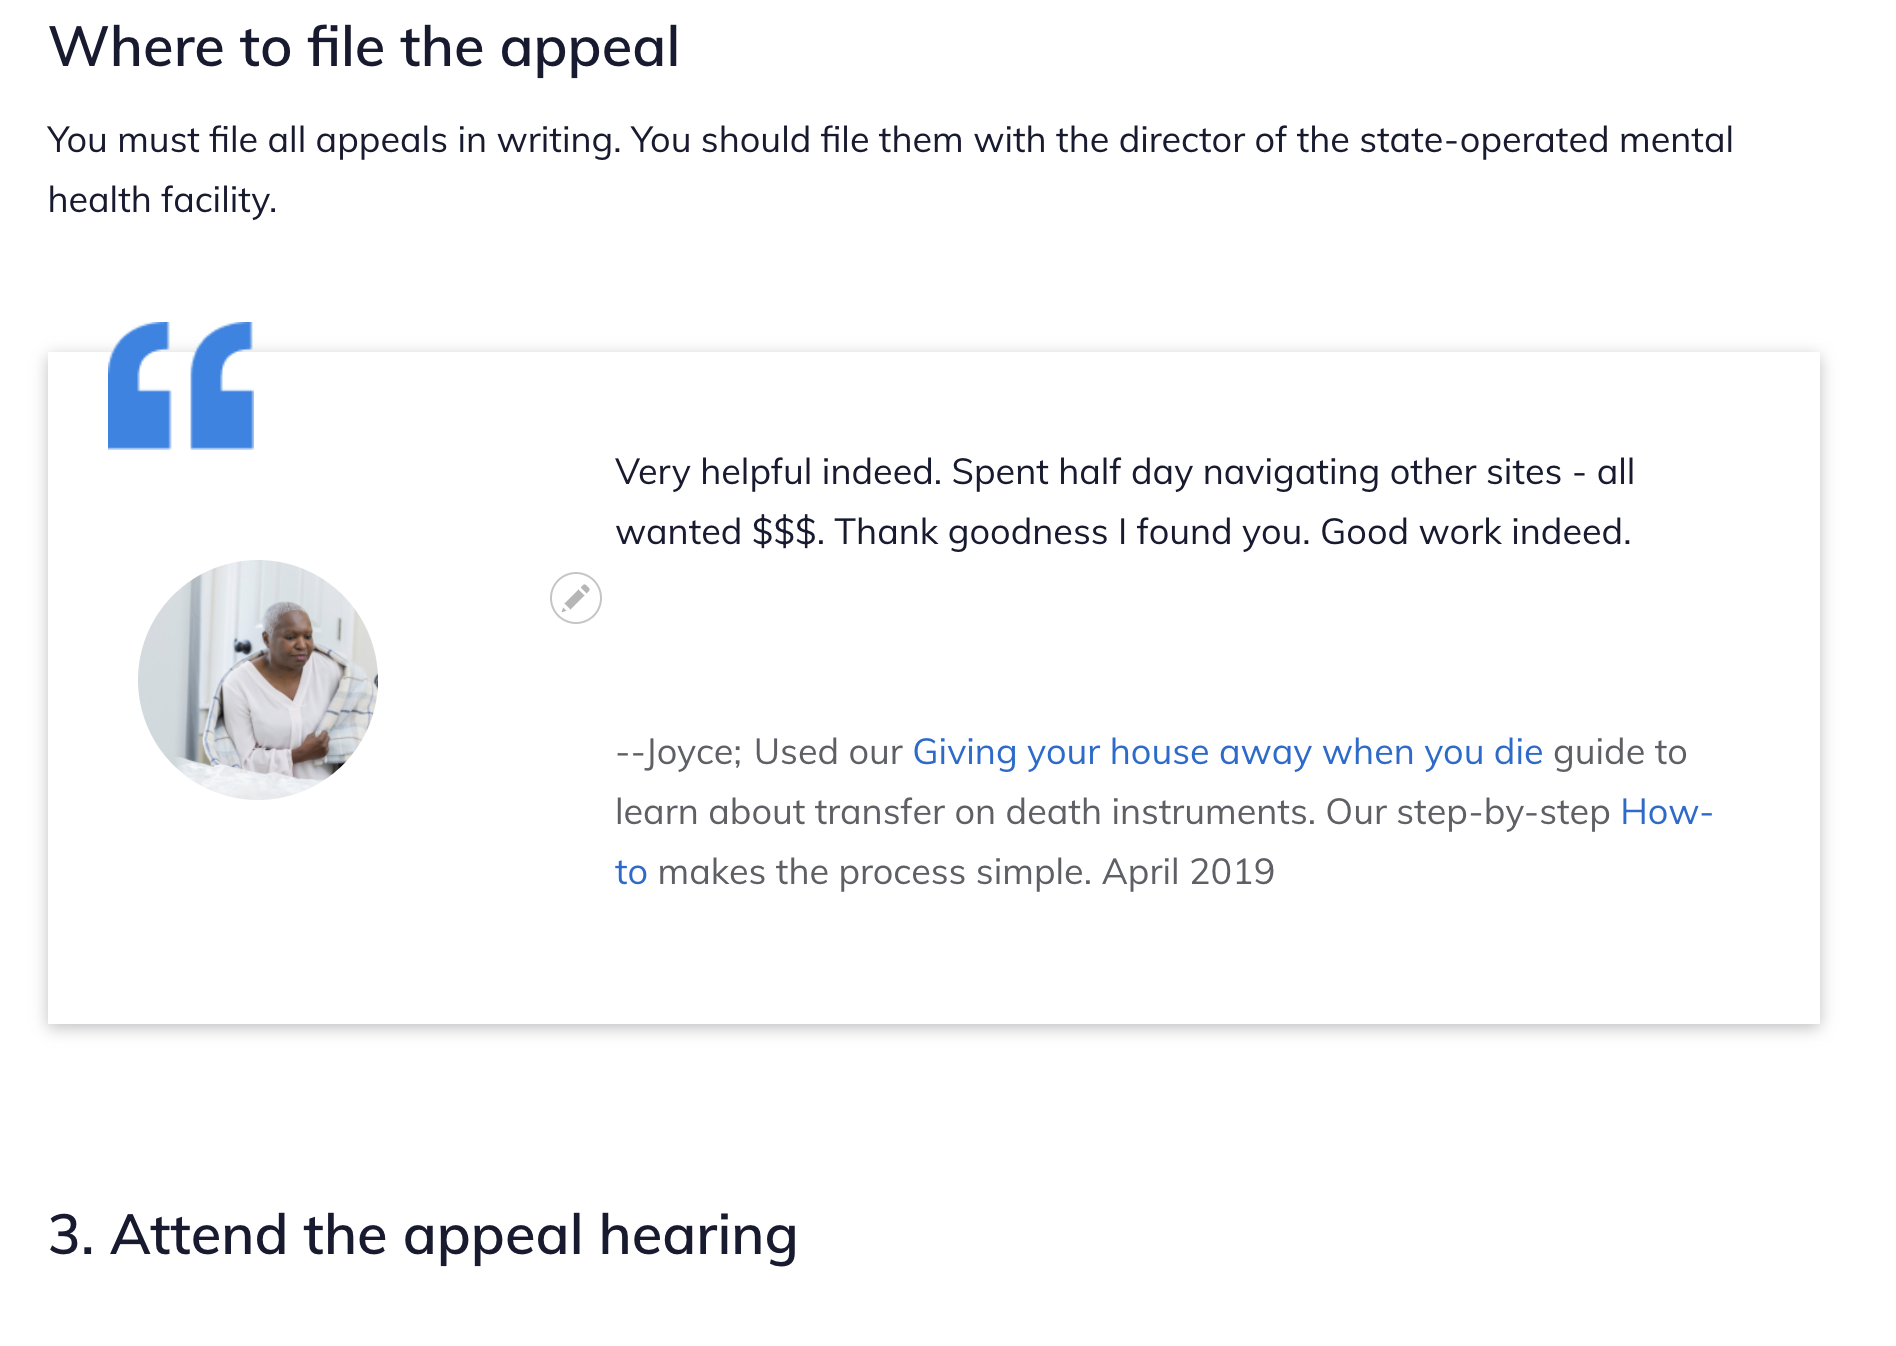 Where to file the appeal
You must file all appeals in writing. You should file them with the director of the state-operated mental
health facility.
Very helpful indeed. Spent half day navigating other sites - all
wanted $$$. Thank goodness I found you. Good work indeed.
--Joyce; Used our Giving your house away when you die guide to
learn about transfer on death instruments. Our step-by-step How-
to makes the process simple. April 2019
3. Attend the appeal hearing